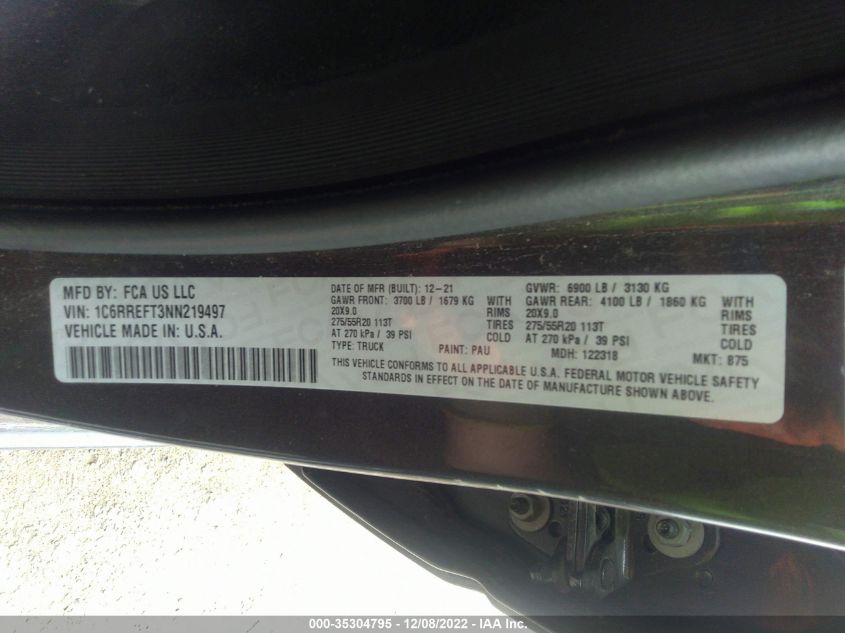 MFD BY: FCA US LLC
VIN: 1C6RREFT3NN219497
VEHICLE MADE IN: U.S.A.
DATE OF MFR (BUILT): 12-21
GAWR FRONT: 3700 LB / 1679 KG WITH
20X9.0 RIMS
275/55R20 113T TIRES
AT 270 kPa / 39 PSI COLD
TYPE: TRUCK PAINT: PAU
GVWR: 6900 LB / 3130 KG
GAWR REAR: 4100 LB / 1860 KG WITH
20X9.0 RIMS
275/55R20 113T TIRES
AT 270 kPa / 39 PSI COLD
MDH: 122318 MKT: B75
THIS VEHICLE CONFORMS TO ALL APPLICABLE U.S.A. FEDERAL MOTOR VEHICLE SAFETY
STANDARDS IN EFFECT ON THE DATE OF MANUFACTURE SHOWN ABOVE.
000-35304795 - 12/08/2022 - IAA Inc.